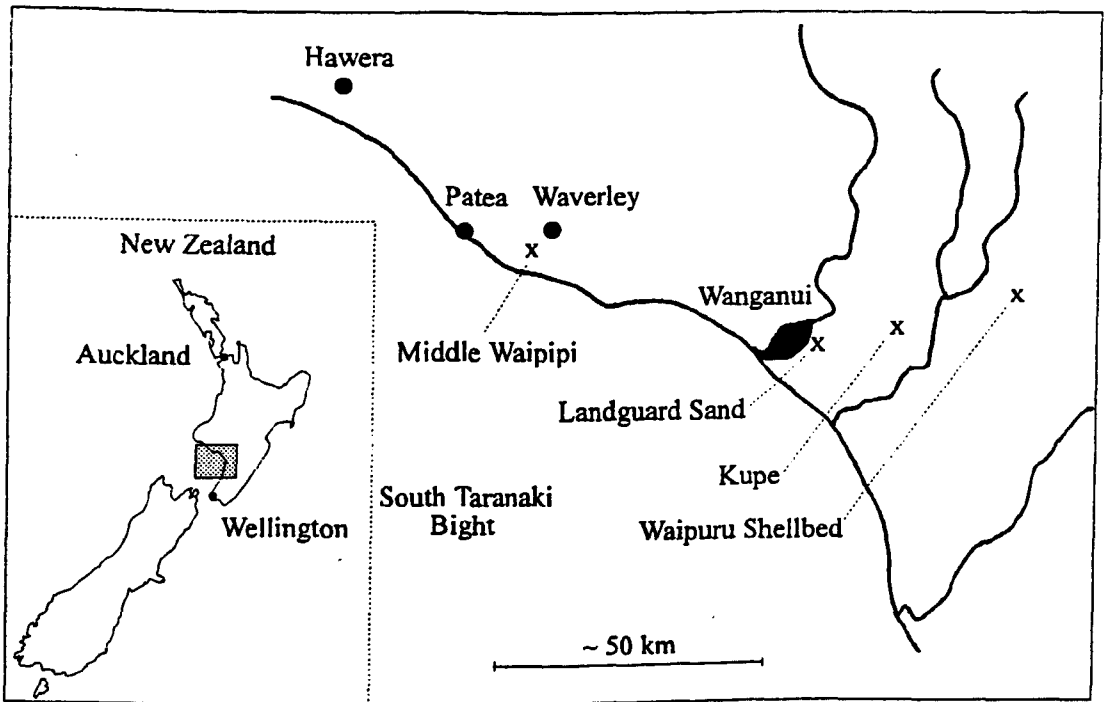 Hawera
Patea
Waverley
New Zealand
Wanganui
x
x
x
x
Auckland
Middle Waipipi
Landguard Sand
Kupe
South Taranaki
Bight
Wellington
Waipuru Shellbed
~ 50 km